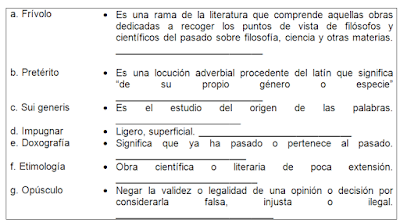 a. Frívolo • Es una rama de la literatura que comprende aquellas obras
dedicadas a recoger los puntos de vista de filósofos y
científicos del pasado sobre filosofía, ciencia y otras materias.
b. Pretérito • Es una locución adverbial procedente del latín que significa
“de su propio género o especie”
c. Sui generis • Es el estudio del origen de las palabras.
d. Impugnar • Ligero, superficial.
e. Doxografía • Significa que ya ha pasado o pertenece al pasado.
f. Etimología • Obra científica o literaria de poca extensión.
g. Opúsculo • Negar la validez o legalidad de una opinión o decisión por
considerarla falsa, injusta o ilegal.